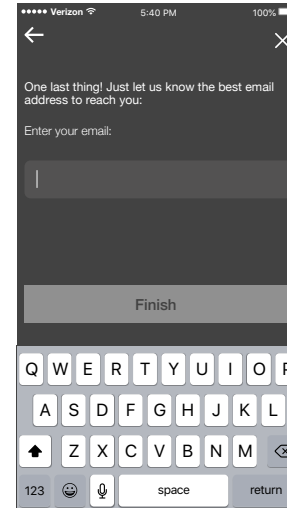 Verizon 5:40 PM 100%
One last thing! Just let us know the best email
address to reach you:
Enter your email:
Finish
Q W E R T Y U I O P
A S D F G H J K L
Z X C V B N M
123 space return